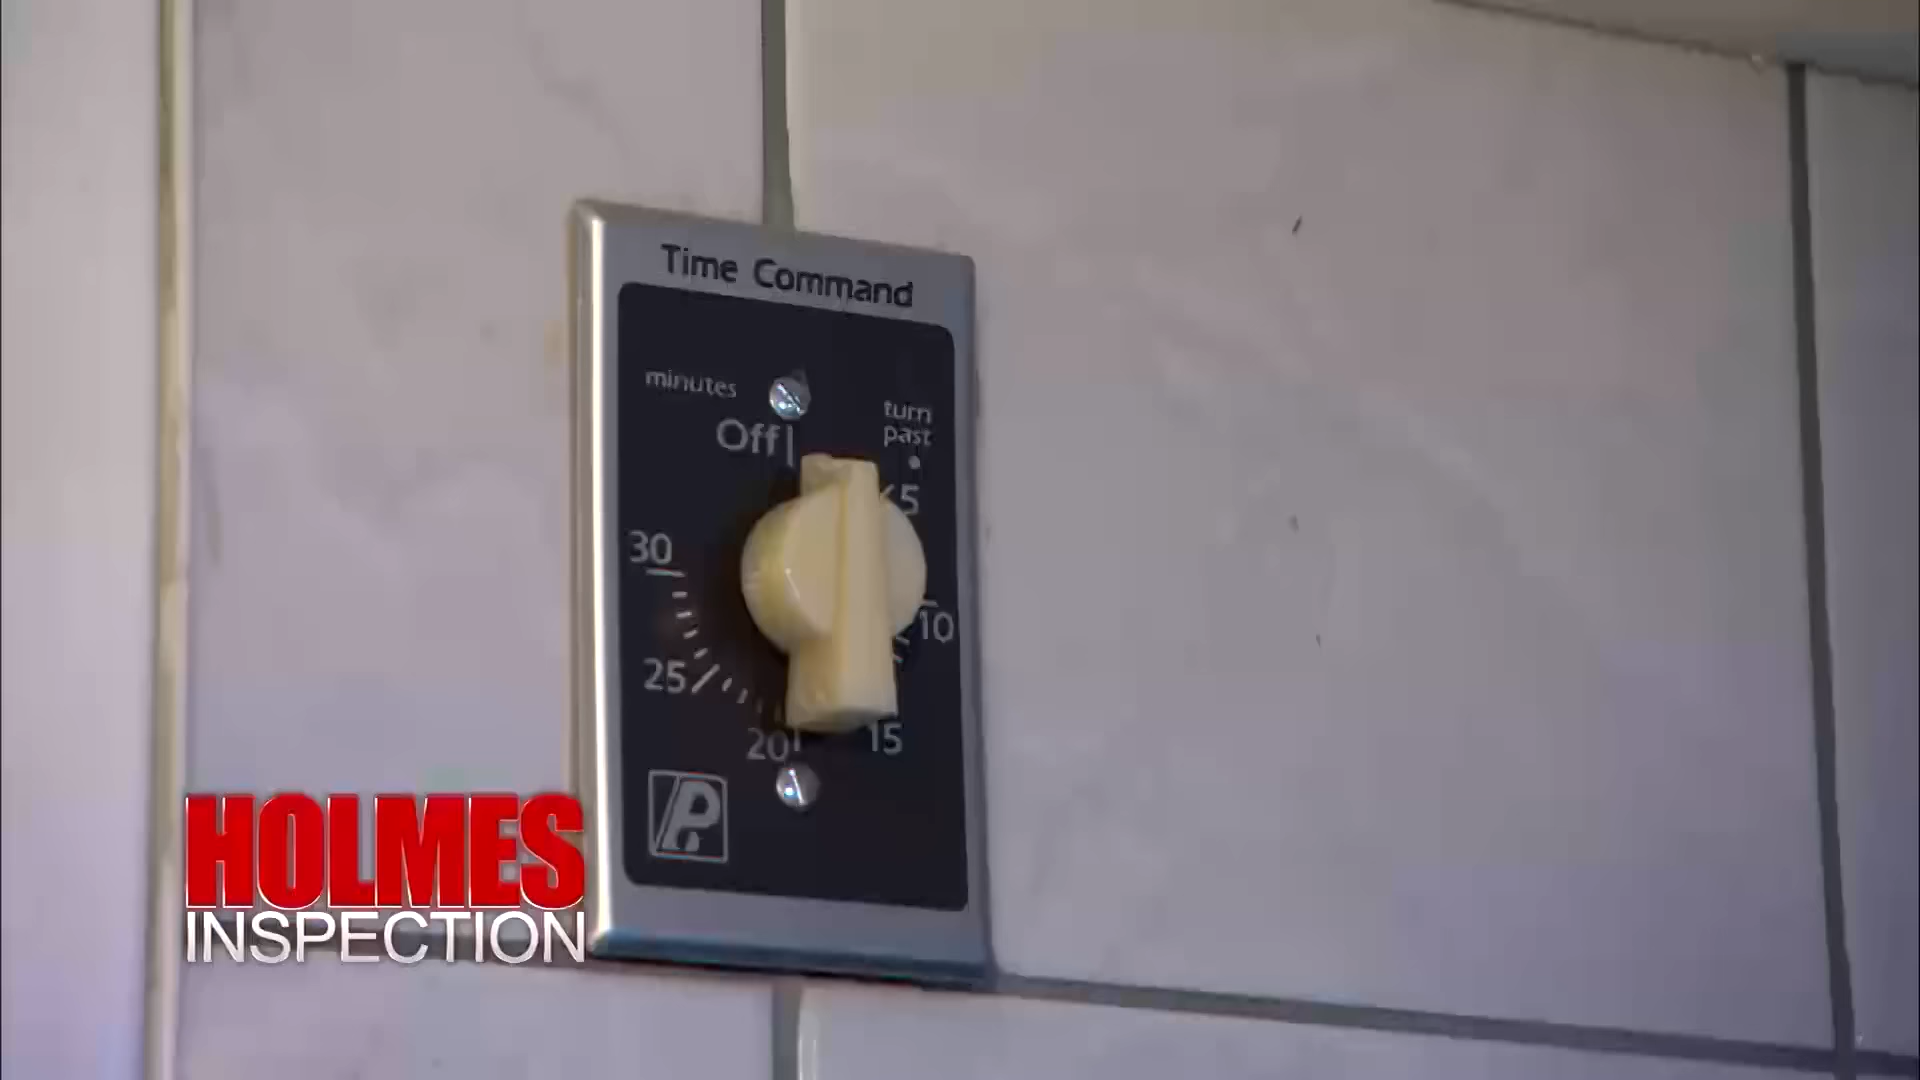 Time Command
minutes
turn
past
Off
5
30
10
25
20
15
P
HOLMES
INSPECTION